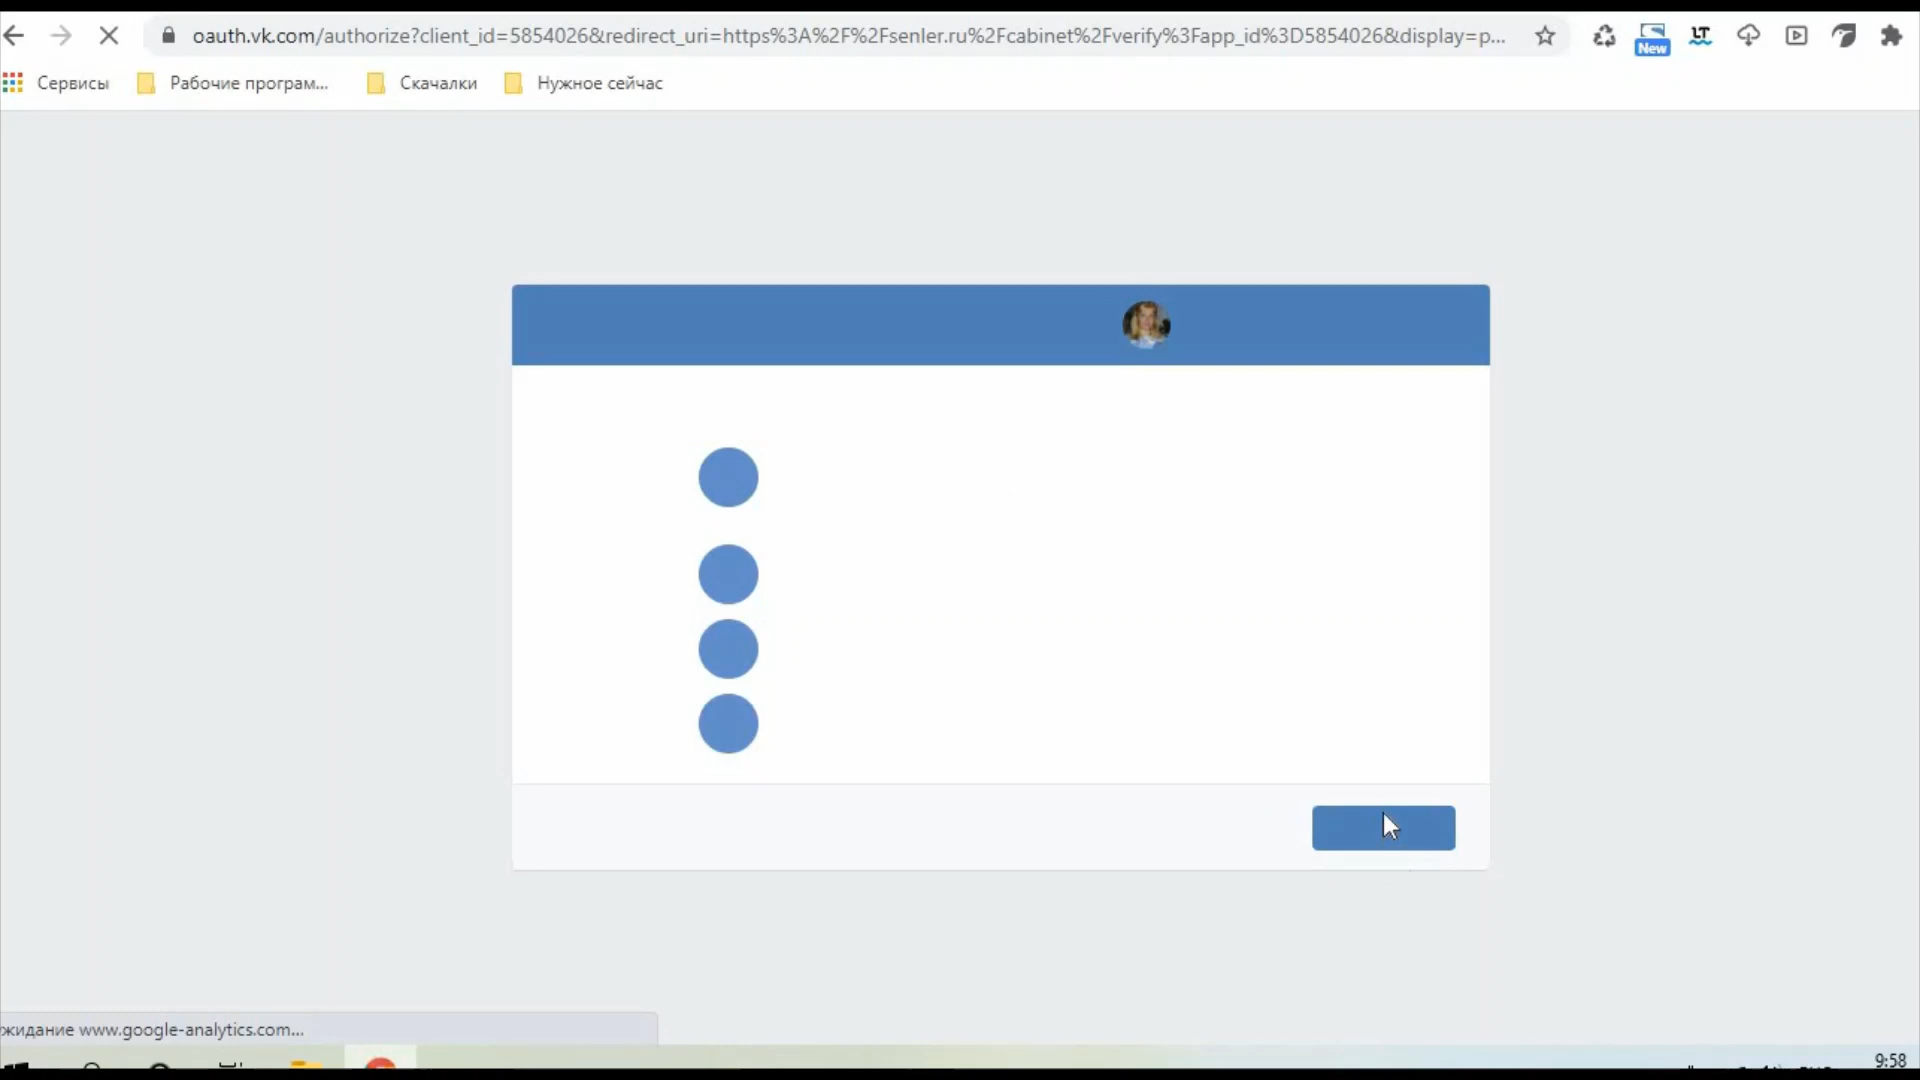 oauth.vk.com/authorize?client_id=5854026&redirect_uri=https%3A%2F%2Fsenler.ru%2Fcabinet%2Fverify%3Fapp_id%3D5854026&display=p...
New
LT
Сервисы
Рабочие програм...
Скачалки
Нужное сейчас
жидание www.google-analytics.com...
9:58